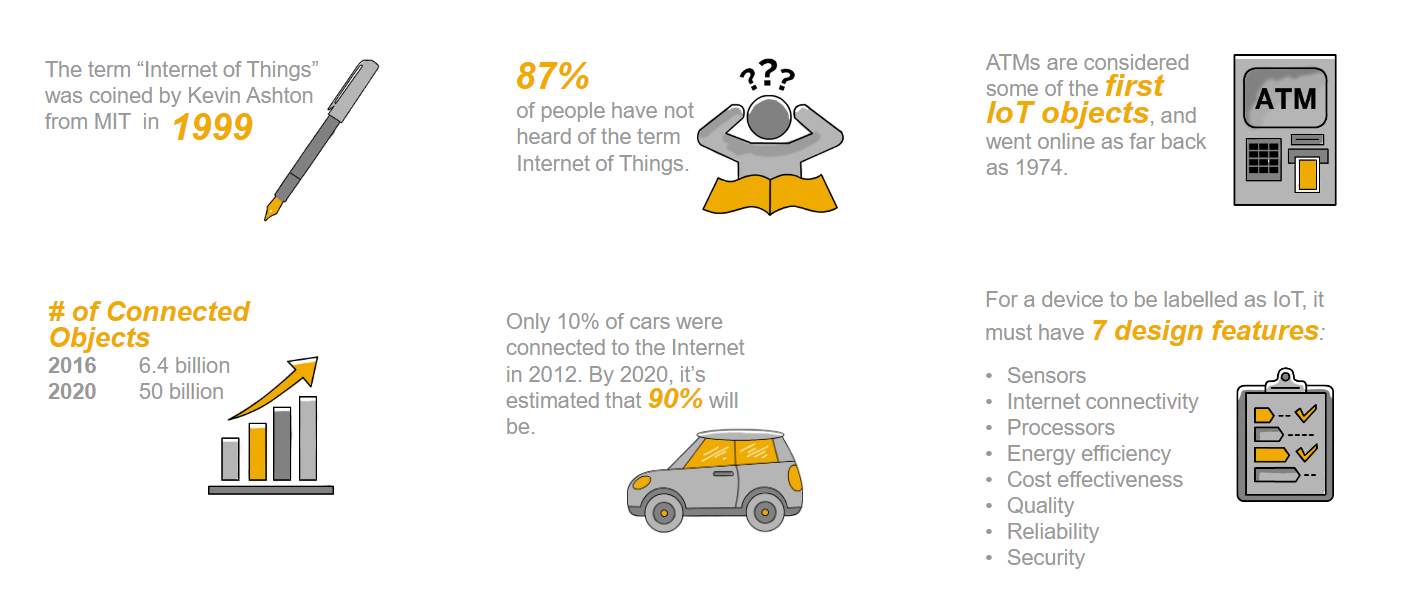 The term “Internet of Things”
was coined by Kevin Ashton
from MIT in 1999
87%
of people have not
heard of the term
Internet of Things.
???
ATMs are considered
some of the first
IoT objects, and
went online as far back
as 1974.
ATM
# of Connected
Objects
2016 6.4 billion
2020 50 billion
Only 10% of cars were
connected to the Internet
in 2012. By 2020, it’s
estimated that 90% will
be.
For a device to be labelled as IoT, it
must have 7 design features:
• Sensors
• Internet connectivity
• Processors
• Energy efficiency
• Cost effectiveness
• Quality
• Reliability
• Security